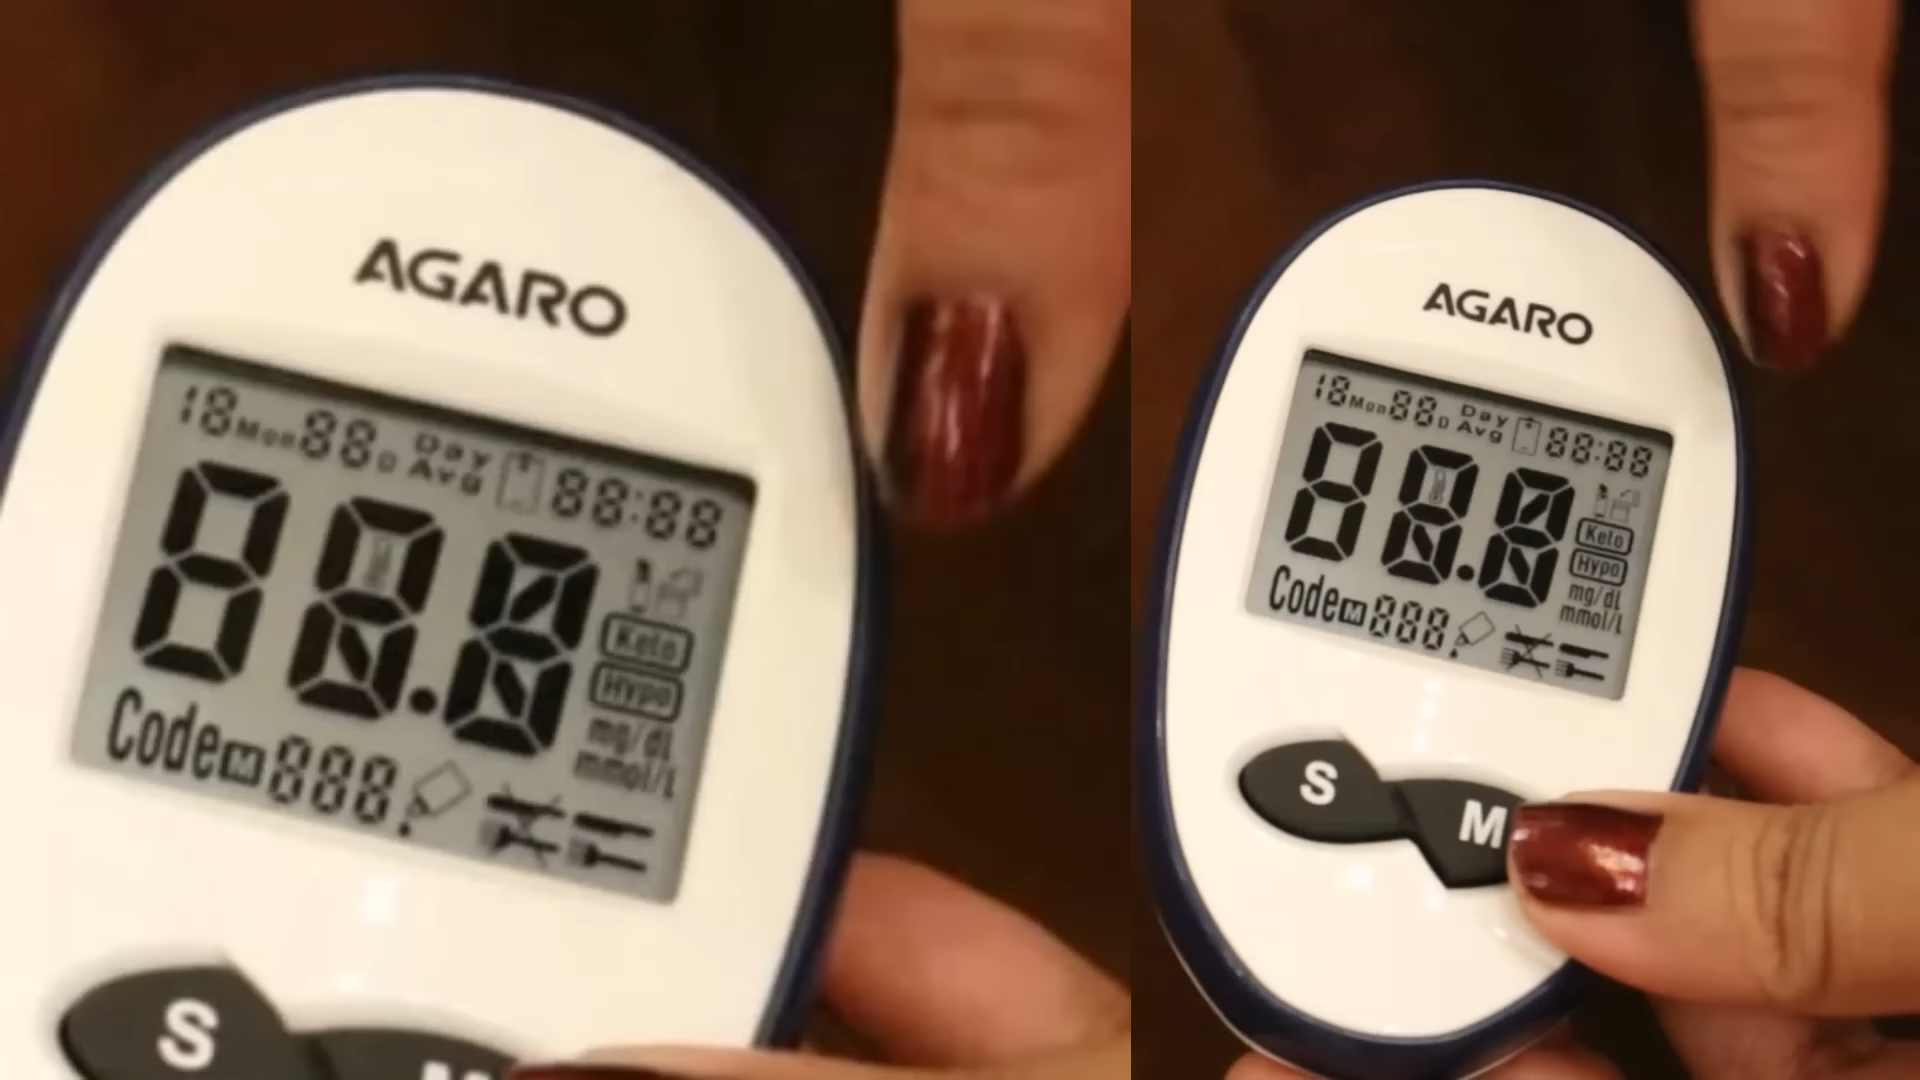 AGARO
18 Mon 88 D Day Avg 88:88
88.8
Keto
Hypo
mg/dL
mmol/L
Code M 888
S
AGARO
18 Mon 88 D Day Avg 88:88
88.8
Keto
Hypo
mg/dL
mmol/L
Code M 888
S
M